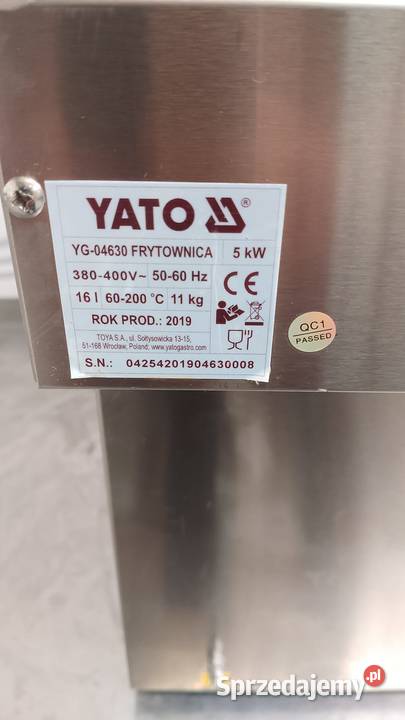 YATO ®
YG-04630 FRYTOWNICA 5 kW
380-400V~ 50-60 Hz
16 l 60-200 °C 11 kg
ROK PROD.: 2019
TOYA S.A., ul. Sołtysowicka 13-15,
51-168 Wrocław, Poland; www.yatogastro.com
S.N.: 04254201904630008
CE
QC1
PASSED
Sprzedajemy.pl